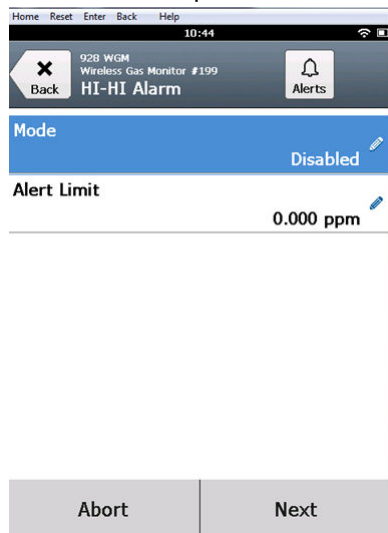 Home Reset Enter Back Help
10:44
928 WGM
Wireless Gas Monitor #199
HI-HI Alarm
Back
Alerts
Mode
Disabled
Alert Limit
0.000 ppm
Abort Next